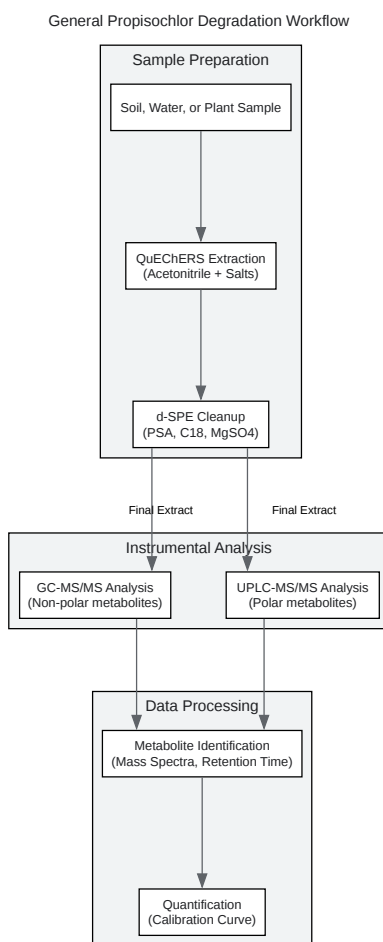 General Propisochlor Degradation Workflow
Sample Preparation
Soil, Water, or Plant Sample
QuEChERS Extraction
(Acetonitrile + Salts)
d-SPE Cleanup
(PSA, C18, MgSO4)
Final Extract
Final Extract
Instrumental Analysis
GC-MS/MS Analysis
(Non-polar metabolites)
UPLC-MS/MS Analysis
(Polar metabolites)
Data Processing
Metabolite Identification
(Mass Spectra, Retention Time)
Quantification
(Calibration Curve)